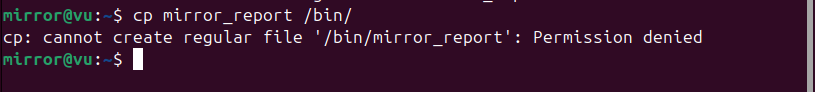 mirror@vu:~$ cp mirror_report /bin/
cp: cannot create regular file '/bin/mirror_report': Permission denied
mirror@vu:~$